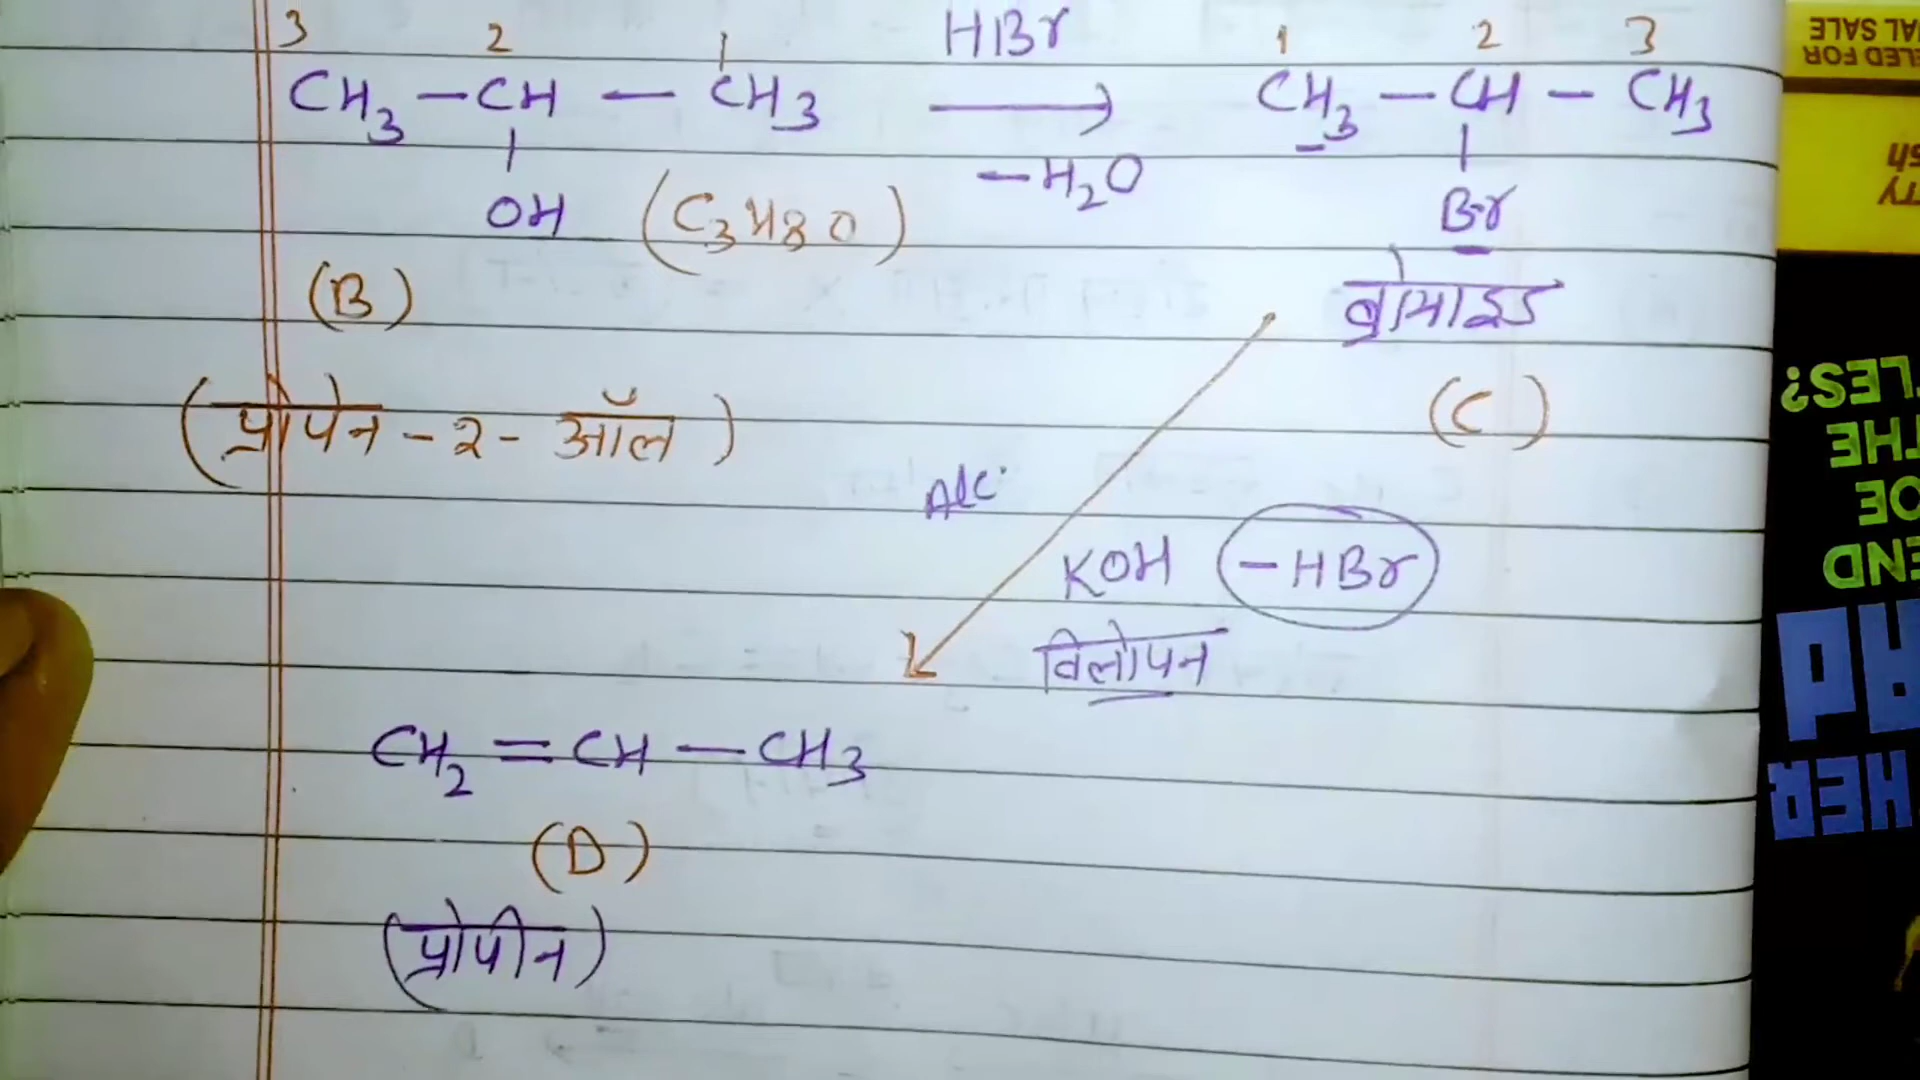 3 2 1 HBr 1 2 3
CH3 – CH – CH3 ⟶ CH3 – CH – CH3
– H2O
OH (C3H8O) Br
(B) ब्रोमाइड
(प्रोपेन - २ - ऑल) (C)
Alc.
KOH (– HBr)
विलोपन
CH2 = CH – CH3
(D)
(प्रोपीन)